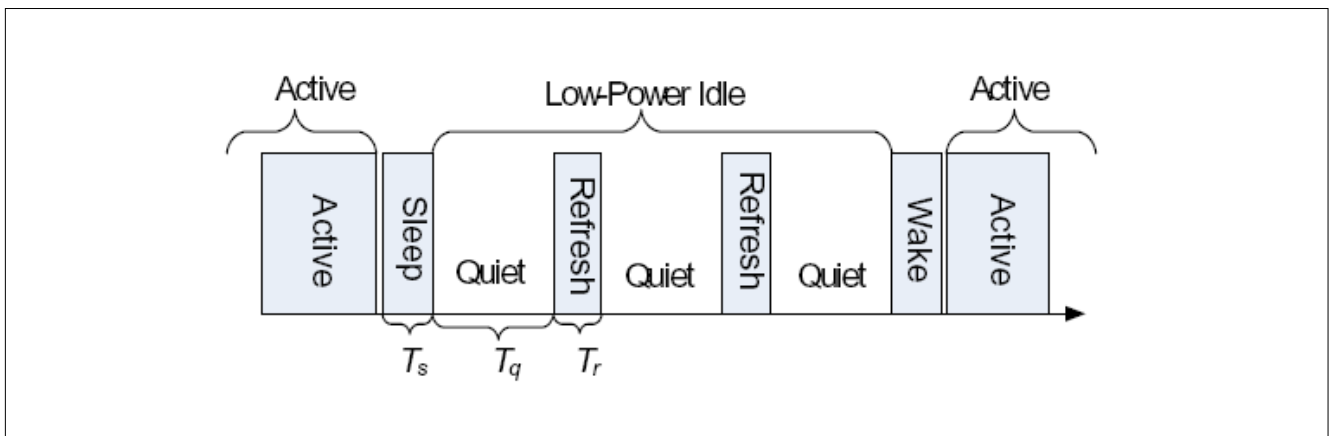 Active
Low-Power Idle
Active
Active
Sleep
Quiet
Refresh
Quiet
Refresh
Quiet
Wake
Active
Ts
Tq
Tr